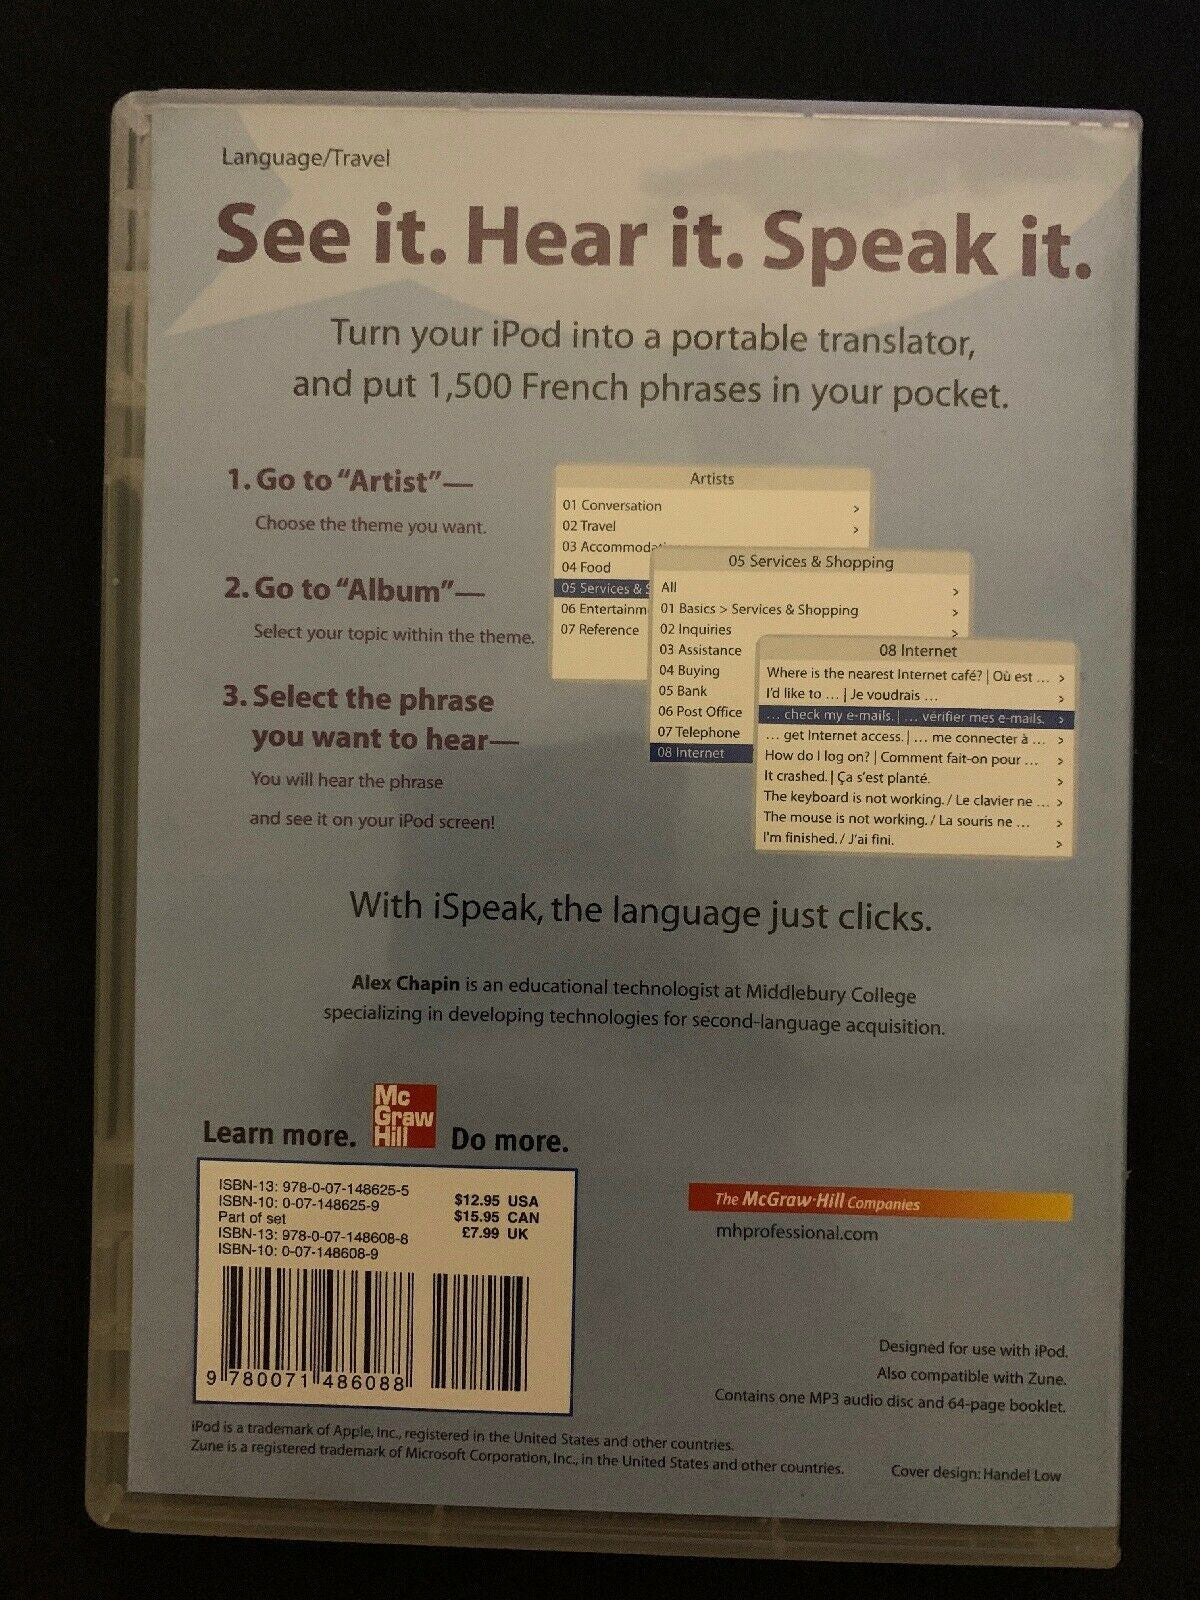 Language/Travel
See it. Hear it. Speak it.
Turn your iPod into a portable translator,
and put 1,500 French phrases in your pocket.
1. Go to "Artist"—
Choose the theme you want.
2. Go to "Album"—
Select your topic within the theme.
3. Select the phrase
you want to hear—
You will hear the phrase
and see it on your iPod screen!
Artists
01 Conversation >
02 Travel >
03 Accommodati
04 Food
05 Services & S
06 Entertainm
07 Reference
05 Services & Shopping
All >
01 Basics > Services & Shopping >
02 Inquiries >
03 Assistance
04 Buying
05 Bank
06 Post Office
07 Telephone
08 Internet
08 Internet
Where is the nearest Internet café? | Où est ... >
I'd like to ... | Je voudrais ... >
... check my e-mails. | ... vérifier mes e-mails. >
... get Internet access. | ... me connecter à ... >
How do I log on? | Comment fait-on pour ... >
It crashed. | Ça s'est planté. >
The keyboard is not working. / Le clavier ne ... >
The mouse is not working. / La souris ne ... >
I'm finished. / J'ai fini. >
With iSpeak, the language just clicks.
Alex Chapin is an educational technologist at Middlebury College
specializing in developing technologies for second-language acquisition.
Learn more. Mc Graw Hill Do more.
ISBN-13: 978-0-07-148625-5
ISBN-10: 0-07-148625-9
Part of set
ISBN-13: 978-0-07-148608-8
ISBN-10: 0-07-148608-9
$12.95 USA
$15.95 CAN
£7.99 UK
9 780071 486088
The McGraw-Hill Companies
mhprofessional.com
Designed for use with iPod.
Also compatible with Zune.
Contains one MP3 audio disc and 64-page booklet.
iPod is a trademark of Apple, Inc., registered in the United States and other countries.
Zune is a registered trademark of Microsoft Corporation, Inc., in the United States and other countries.
Cover design: Handel Low